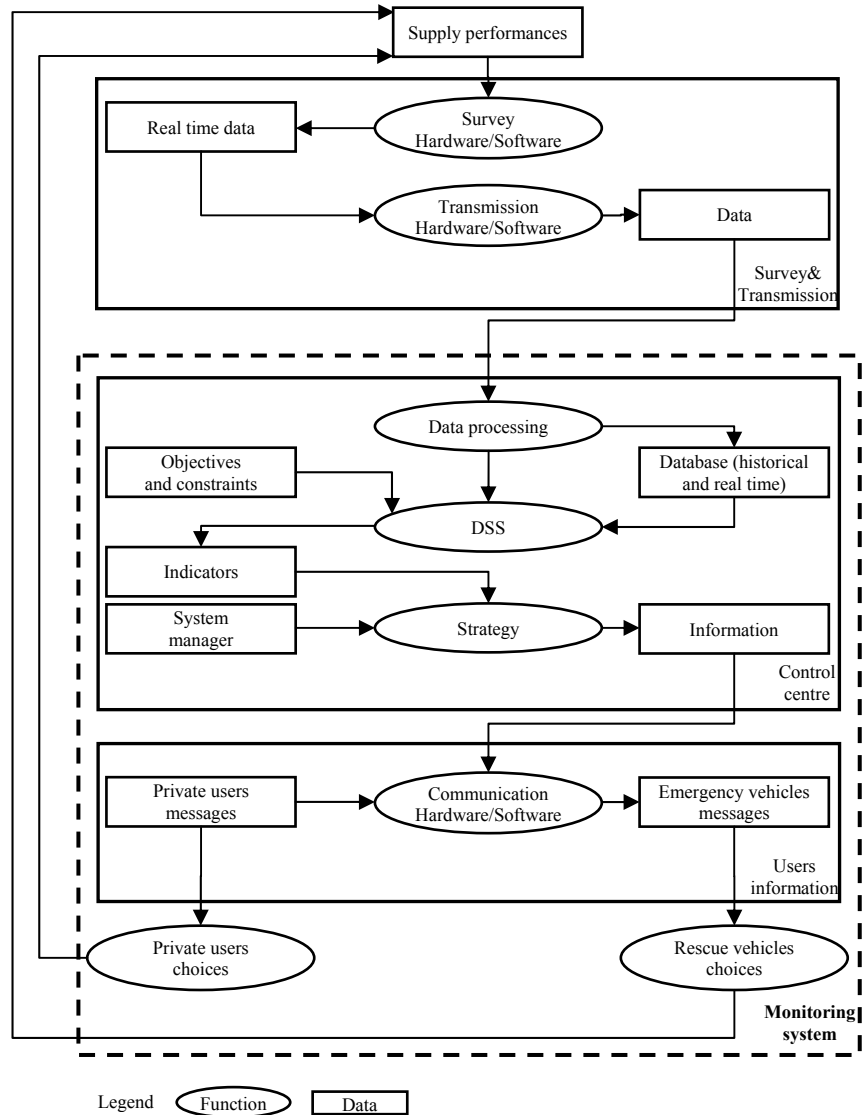 Supply performances
Survey
Hardware/Software
Real time data
Transmission
Hardware/Software
Data
Survey&
Transmission
Data processing
Objectives
and constraints
Database (historical
and real time)
DSS
Indicators
System
manager
Strategy
Information
Control
centre
Private users
messages
Communication
Hardware/Software
Emergency vehicles
messages
Users
information
Private users
choices
Rescue vehicles
choices
Monitoring
system
Legend
Function
Data